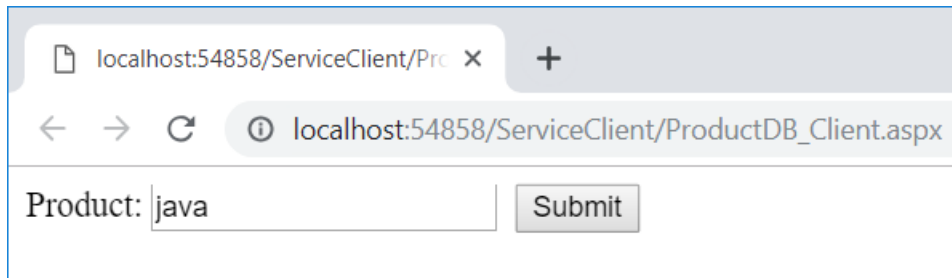 localhost:54858/ServiceClient/Pro
localhost:54858/ServiceClient/ProductDB_Client.aspx
Product: java Submit